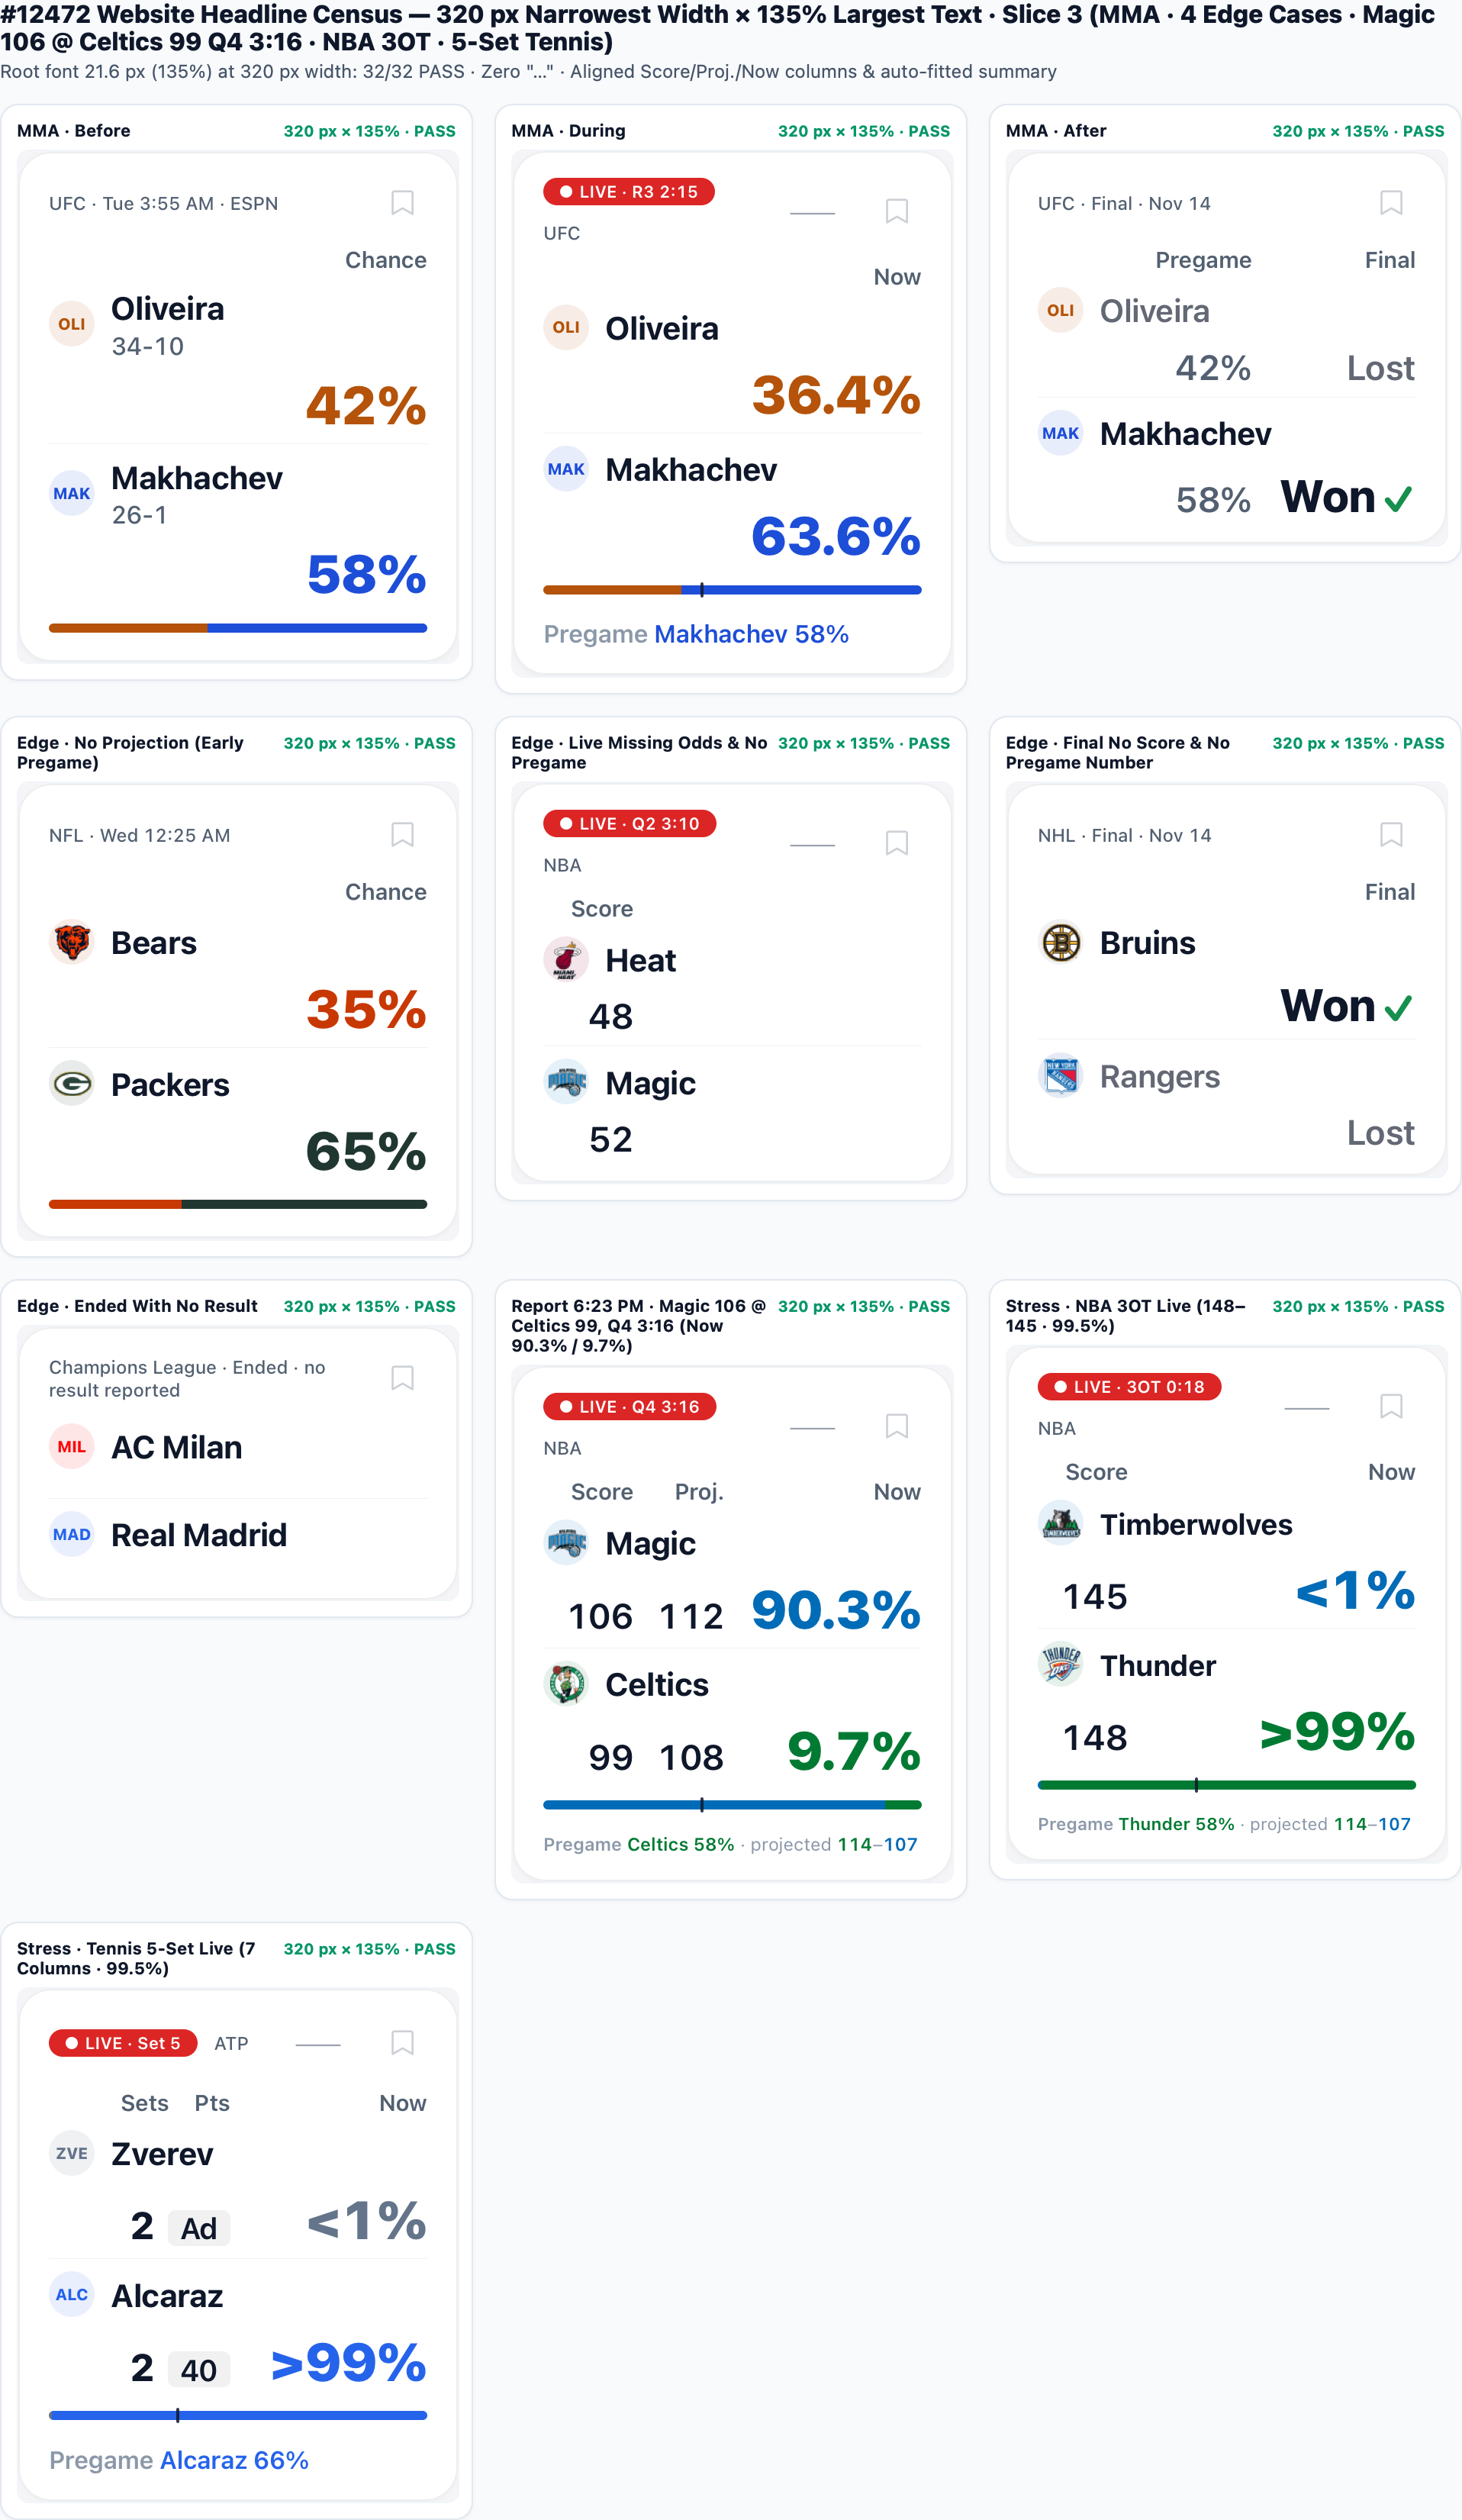 #12472 Website Headline Census — 320 px Narrowest Width × 135% Largest Text · Slice 3 (MMA · 4 Edge Cases · Magic
106 @ Celtics 99 Q4 3:16 · NBA 3OT · 5-Set Tennis)
Root font 21.6 px (135%) at 320 px width: 32/32 PASS · Zero "..." · Aligned Score/Proj./Now columns & auto-fitted summary
MMA · Before
320 px × 135% · PASS
UFC · Tue 3:55 AM · ESPN
Chance
OLI
Oliveira
34-10
42%
MAK
Makhachev
26-1
58%
MMA · During
320 px × 135% · PASS
LIVE · R3 2:15
UFC
Now
OLI
Oliveira
36.4%
MAK
Makhachev
63.6%
Pregame Makhachev 58%
MMA · After
320 px × 135% · PASS
UFC · Final · Nov 14
Pregame Final
OLI
Oliveira
42% Lost
MAK
Makhachev
58% Won
Edge · No Projection (Early
Pregame)
320 px × 135% · PASS
NFL · Wed 12:25 AM
Chance
Bears
35%
Packers
65%
Edge · Live Missing Odds & No
Pregame
320 px × 135% · PASS
LIVE · Q2 3:10
NBA
Score
MIAMI
HEAT
Heat
48
MAGIC
Magic
52
Edge · Final No Score & No
Pregame Number
320 px × 135% · PASS
NHL · Final · Nov 14
Final
B
Bruins
Won
NEW YORK
RANGERS
Rangers
Lost
Edge · Ended With No Result
320 px × 135% · PASS
Champions League · Ended · no
result reported
MIL
AC Milan
MAD
Real Madrid
Report 6:23 PM · Magic 106 @
Celtics 99, Q4 3:16 (Now
90.3% / 9.7%)
320 px × 135% · PASS
LIVE · Q4 3:16
NBA
Score Proj. Now
MAGIC
Magic
106 112 90.3%
Celtics
99 108 9.7%
Pregame Celtics 58% · projected 114–107
Stress · NBA 3OT Live (148–
145 · 99.5%)
320 px × 135% · PASS
LIVE · 3OT 0:18
NBA
Score Now
TIMBERWOLVES
Timberwolves
145 <1%
THUNDER
Thunder
148 >99%
Pregame Thunder 58% · projected 114–107
Stress · Tennis 5-Set Live (7
Columns · 99.5%)
320 px × 135% · PASS
LIVE · Set 5 ATP
Sets Pts Now
ZVE
Zverev
2 Ad <1%
ALC
Alcaraz
2 40 >99%
Pregame Alcaraz 66%